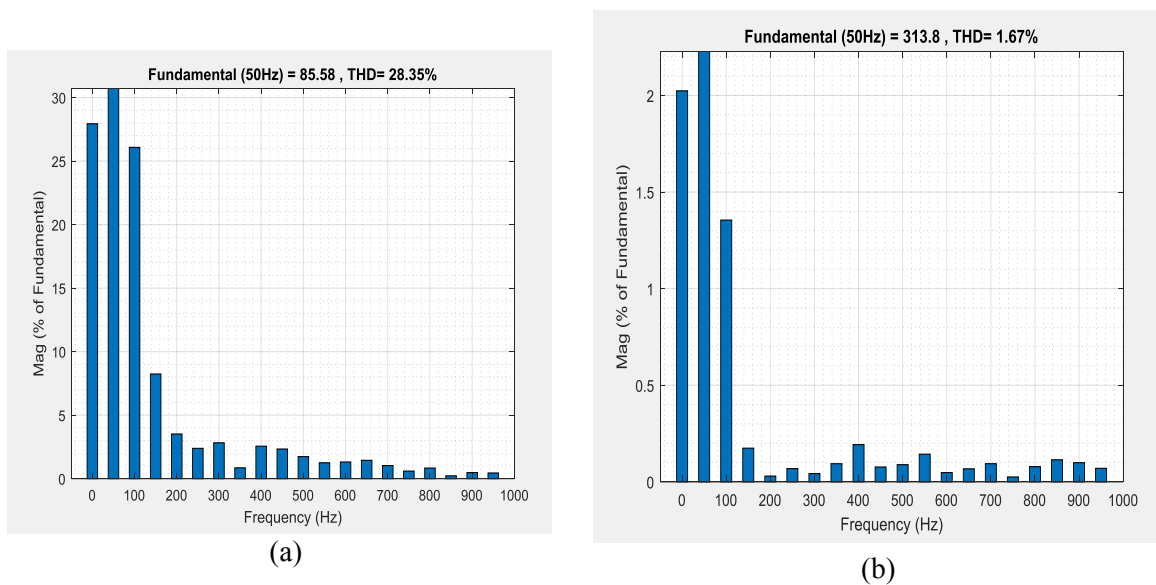 Fundamental (50Hz) = 85.58 , THD= 28.35%
30
25
20
15
10
5
0
Mag (% of Fundamental)
0 100 200 300 400 500 600 700 800 900 1000
Frequency (Hz)
(a)
Fundamental (50Hz) = 313.8 , THD= 1.67%
2
1.5
1
0.5
0
Mag (% of Fundamental)
0 100 200 300 400 500 600 700 800 900 1000
Frequency (Hz)
(b)